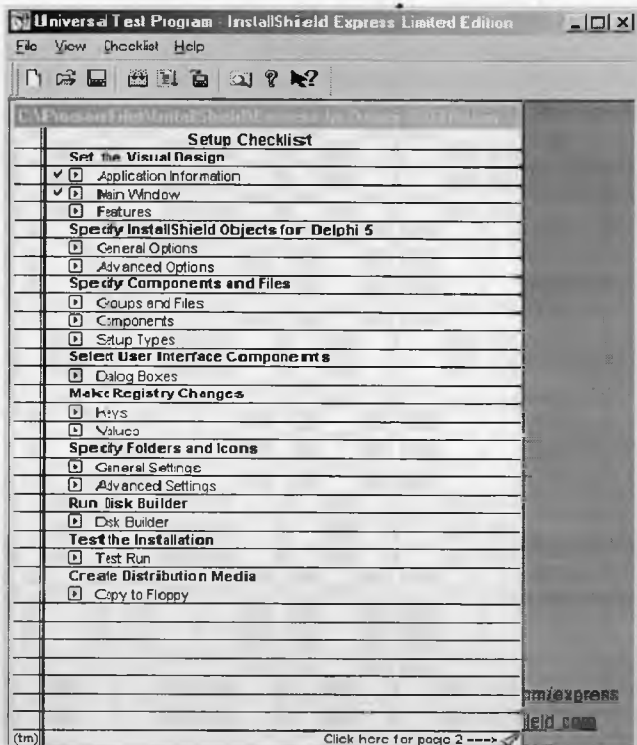 Universal Test Program - InstallShield Express Limited Edition
File View Checklist Help
Setup Checklist
Set the Visual Design
Application Information
Main Window
Features
Specify InstallShield Objects for Delphi 5
General Options
Advanced Options
Specify Components and Files
Groups and Files
Components
Setup Types
Select User Interface Components
Dialog Boxes
Make Registry Changes
Keys
Values
Specify Folders and Icons
General Settings
Advanced Settings
Run Disk Builder
Disk Builder
Test the Installation
Test Run
Create Distribution Media
Copy to Floppy
om/express
ield.com
(tm)
Click here for page 2 ---->